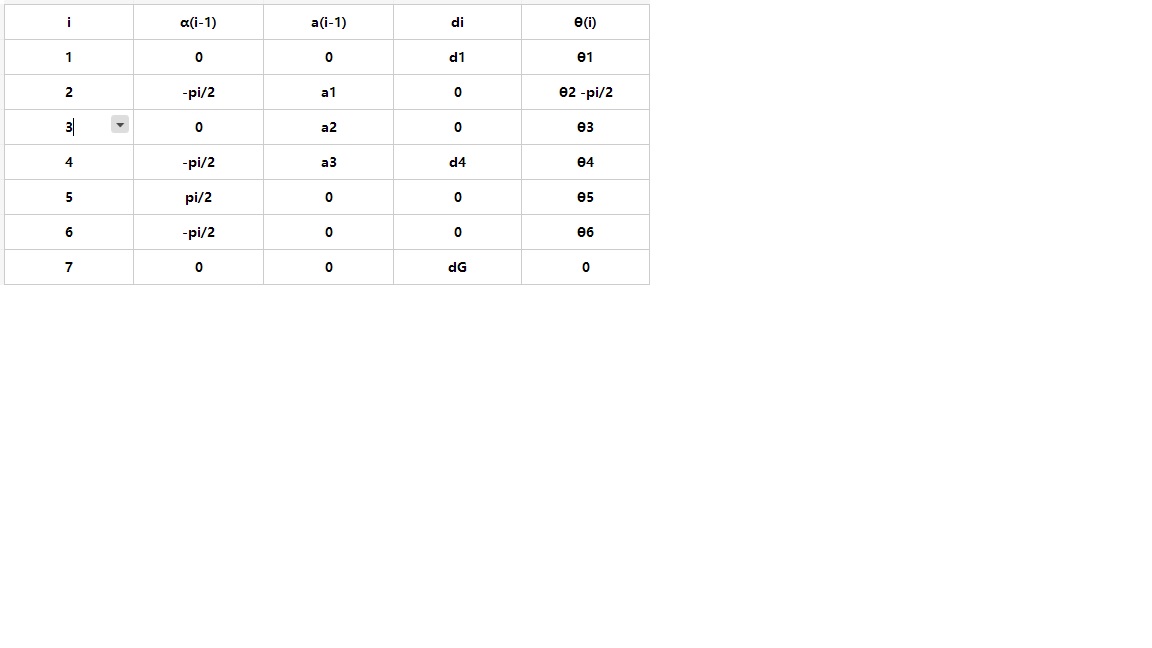 i α(i-1) a(i-1) di θ(i)
1 0 0 d1 θ1
2 -pi/2 a1 0 θ2 -pi/2
3 0 a2 0 θ3
4 -pi/2 a3 d4 θ4
5 pi/2 0 0 θ5
6 -pi/2 0 0 θ6
7 0 0 dG 0